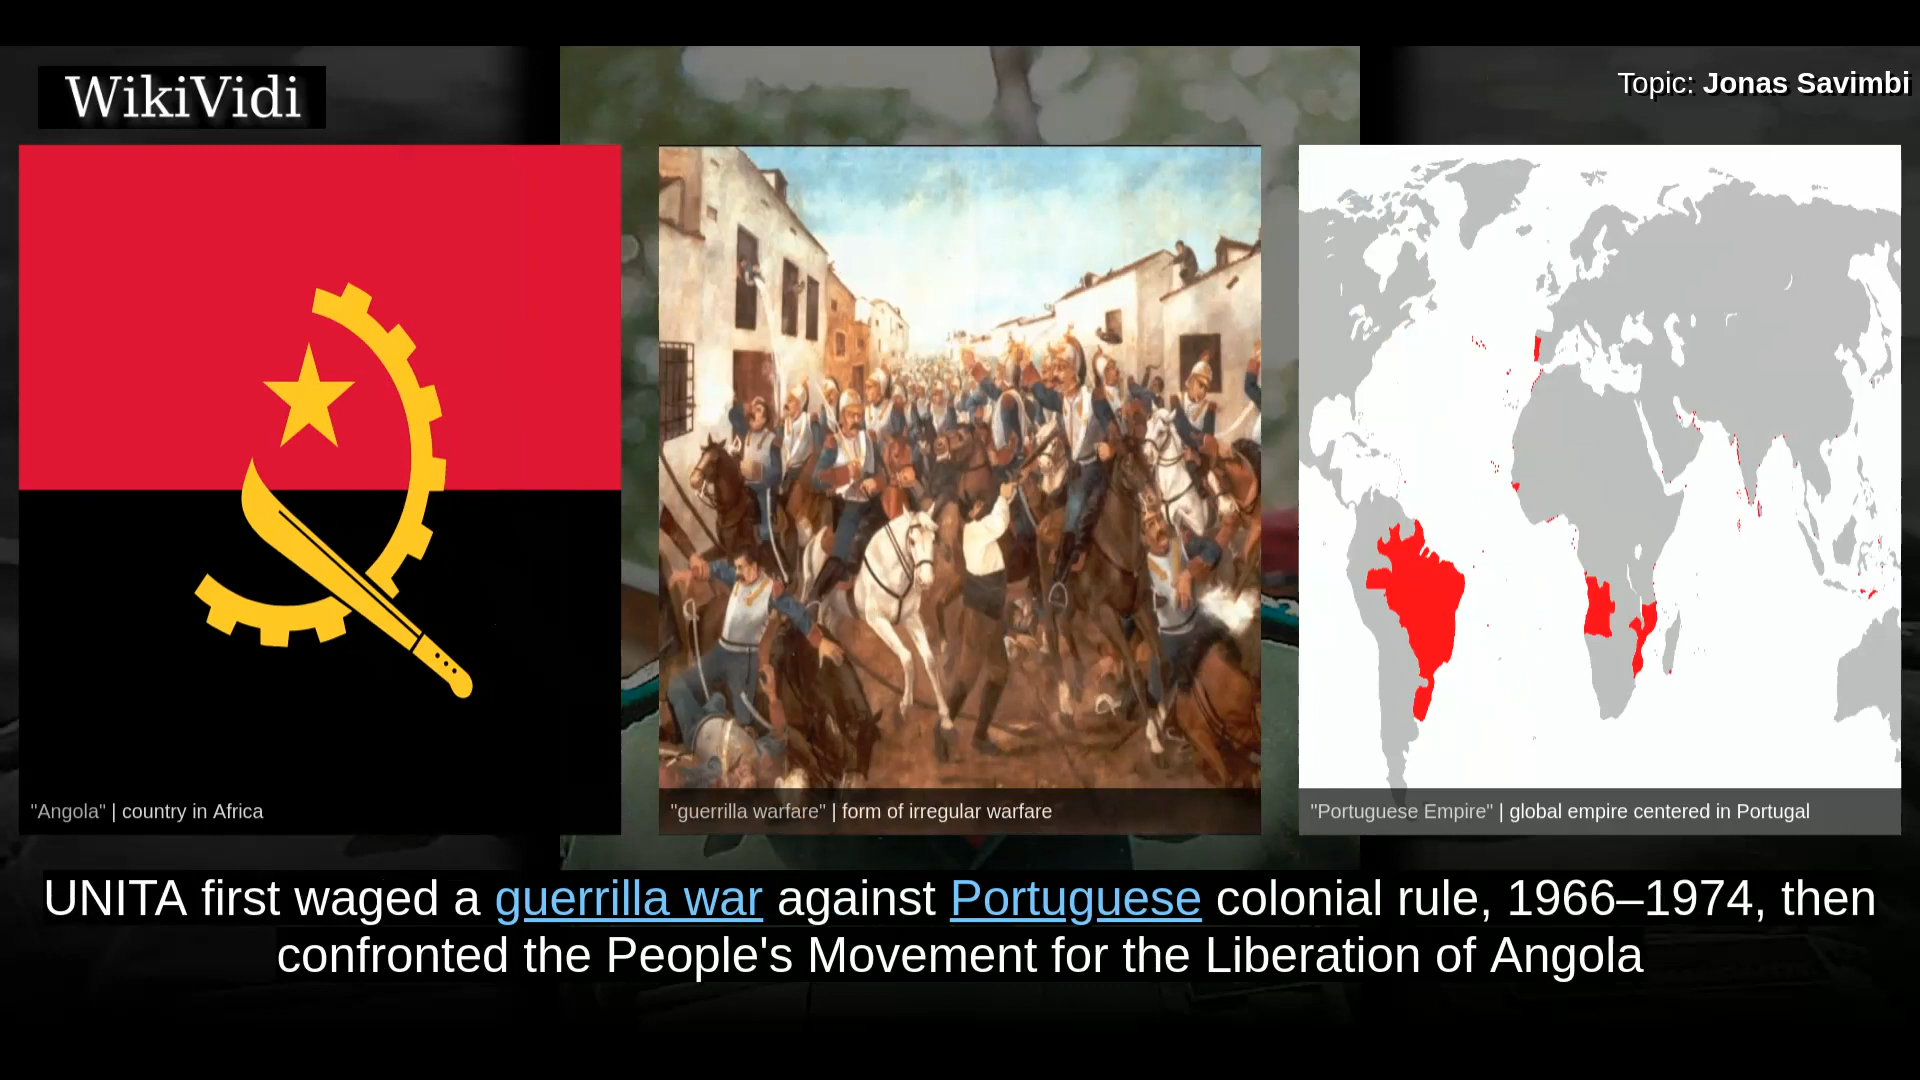 WikiVidi
Topic: Jonas Savimbi
"Angola" | country in Africa
"guerrilla warfare" | form of irregular warfare
"Portuguese Empire" | global empire centered in Portugal
UNITA first waged a guerrilla war against Portuguese colonial rule, 1966–1974, then
confronted the People's Movement for the Liberation of Angola